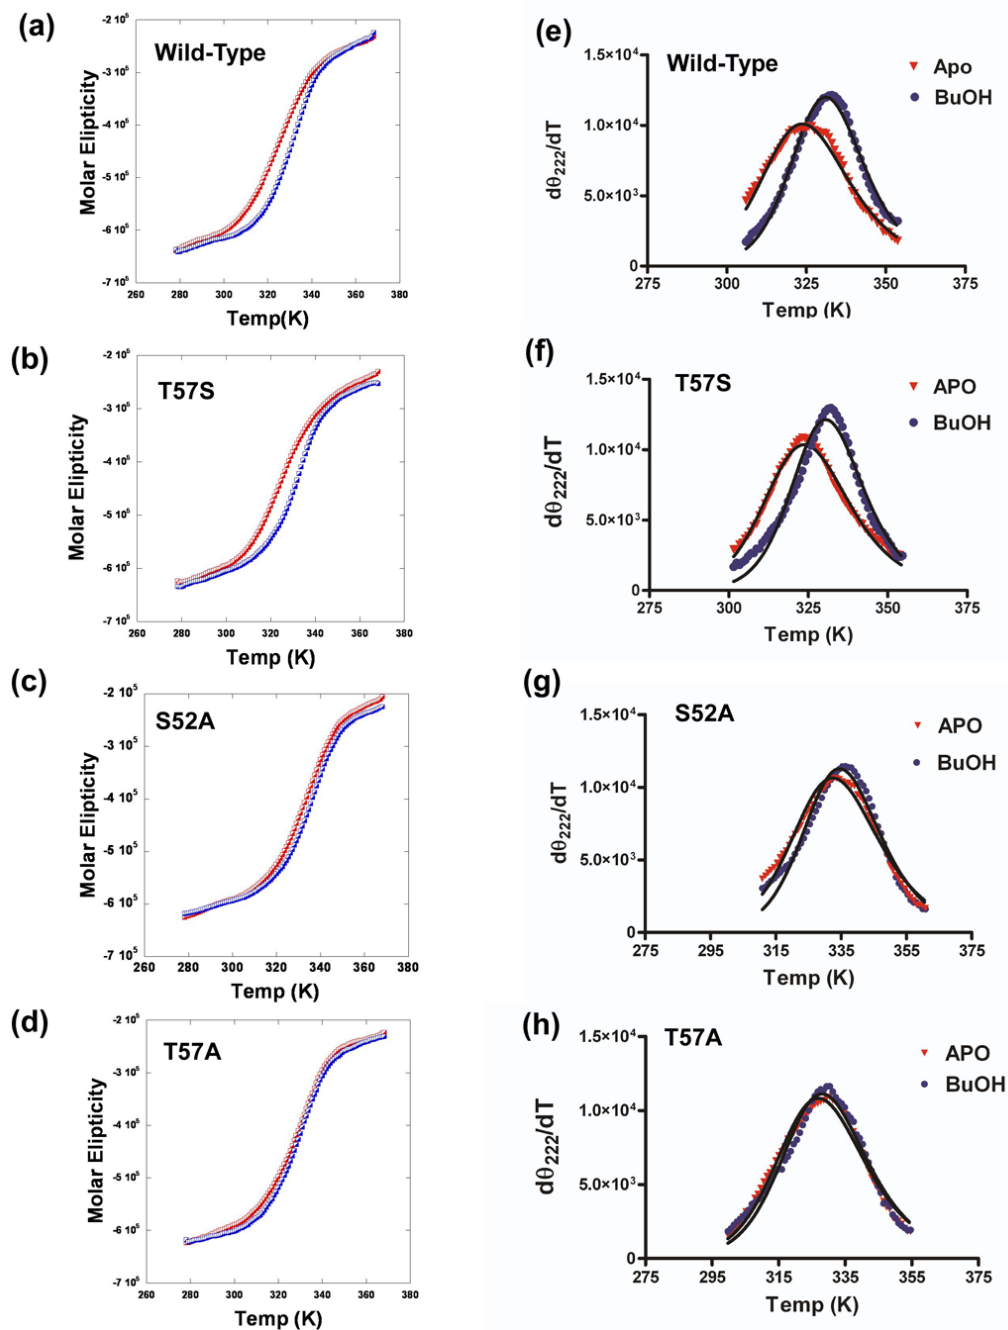 (a)
Wild-Type
Molar Elipticity
-2 10⁵
-3 10⁵
-4 10⁵
-5 10⁵
-6 10⁵
-7 10⁵
260 280 300 320 340 360 380
Temp(K)
(e)
Wild-Type
Apo
BuOH
dθ222/dT
1.5×10⁴
1.0×10⁴
5.0×10³
0
275 300 325 350 375
Temp (K)
(b)
T57S
Molar Elipticity
-2 10⁵
-3 10⁵
-4 10⁵
-5 10⁵
-6 10⁵
-7 10⁵
260 280 300 320 340 360 380
Temp (K)
(f)
T57S
APO
BuOH
dθ222/dT
1.5×10⁴
1.0×10⁴
5.0×10³
0
275 300 325 350 375
Temp (K)
(c)
S52A
Molar Elipticity
-2 10⁵
-3 10⁵
-4 10⁵
-5 10⁵
-6 10⁵
-7 10⁵
260 280 300 320 340 360 380
Temp (K)
(g)
S52A
APO
BuOH
dθ222/dT
1.5×10⁴
1.0×10⁴
5.0×10³
0
275 295 315 335 355 375
Temp (K)
(d)
T57A
Molar Elipticity
-2 10⁵
-3 10⁵
-4 10⁵
-5 10⁵
-6 10⁵
-7 10⁵
260 280 300 320 340 360 380
Temp (K)
(h)
T57A
APO
BuOH
dθ222/dT
1.5×10⁴
1.0×10⁴
5.0×10³
0
275 295 315 335 355 375
Temp (K)